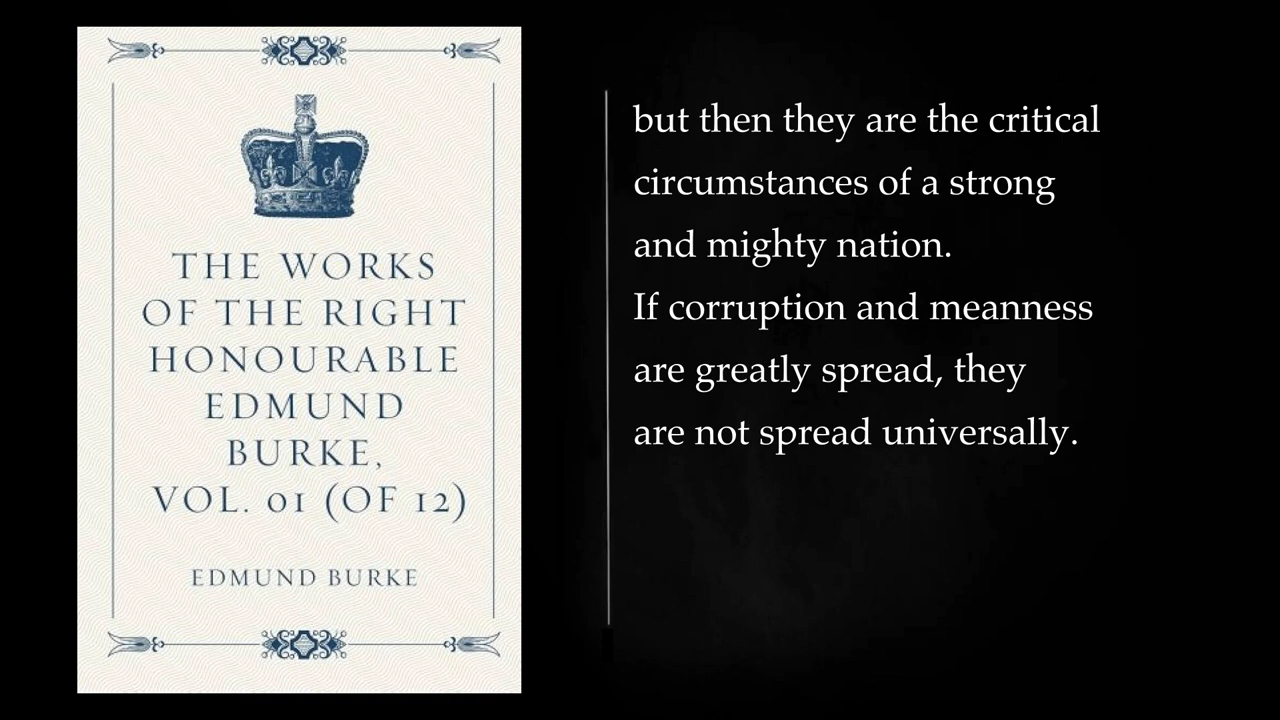 THE WORKS
OF THE RIGHT
HONOURABLE
EDMUND
BURKE,
VOL. 01 (OF 12)
EDMUND BURKE
but then they are the critical
circumstances of a strong
and mighty nation.
If corruption and meanness
are greatly spread, they
are not spread universally.